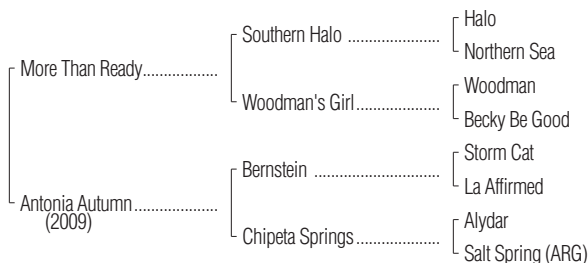 Halo
Southern Halo ......................
Northern Sea
More Than Ready..................
Woodman
Woodman's Girl ....................
Becky Be Good
Storm Cat
Bernstein ..............................
La Affirmed
Antonia Autumn....................
(2009)
Alydar
Chipeta Springs ....................
Salt Spring (ARG)